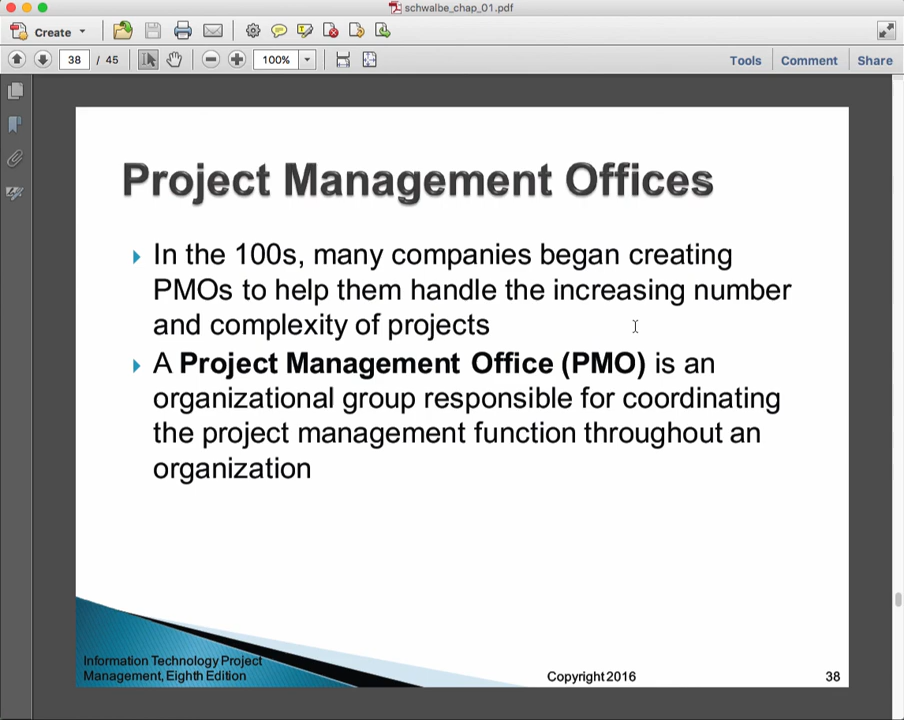 schwalbe_chap_01.pdf
Create
38 / 45
100%
Tools
Comment
Share
Project Management Offices
In the 100s, many companies began creating
PMOs to help them handle the increasing number
and complexity of projects
A Project Management Office (PMO) is an
organizational group responsible for coordinating
the project management function throughout an
organization
Information Technology Project
Management, Eighth Edition
Copyright 2016
38